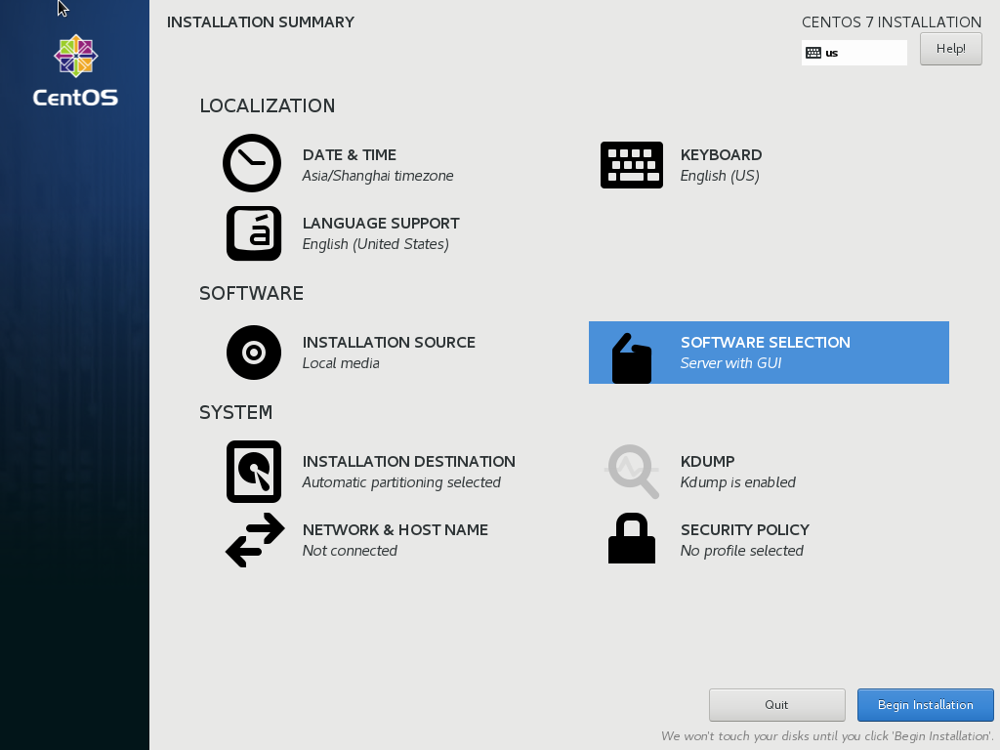 INSTALLATION SUMMARY
CENTOS 7 INSTALLATION
us
Help!
CentOS
LOCALIZATION
DATE & TIME
Asia/Shanghai timezone
KEYBOARD
English (US)
á
LANGUAGE SUPPORT
English (United States)
SOFTWARE
INSTALLATION SOURCE
Local media
SOFTWARE SELECTION
Server with GUI
SYSTEM
INSTALLATION DESTINATION
Automatic partitioning selected
KDUMP
Kdump is enabled
NETWORK & HOST NAME
Not connected
SECURITY POLICY
No profile selected
Quit
Begin Installation
We won't touch your disks until you click 'Begin Installation'.